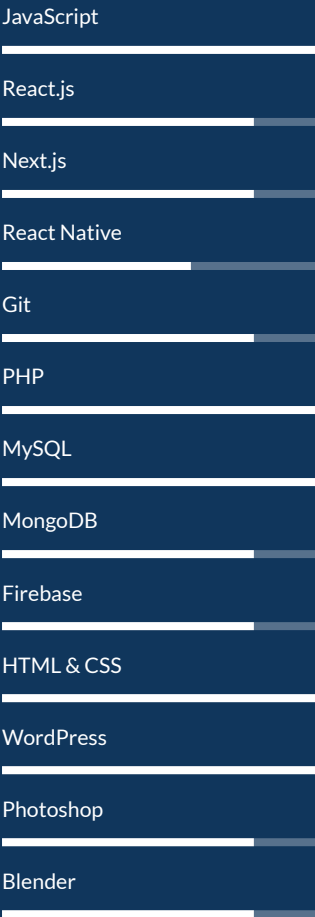 JavaScript
React.js
Next.js
React Native
Git
PHP
MySQL
MongoDB
Firebase
HTML & CSS
WordPress
Photoshop
Blender